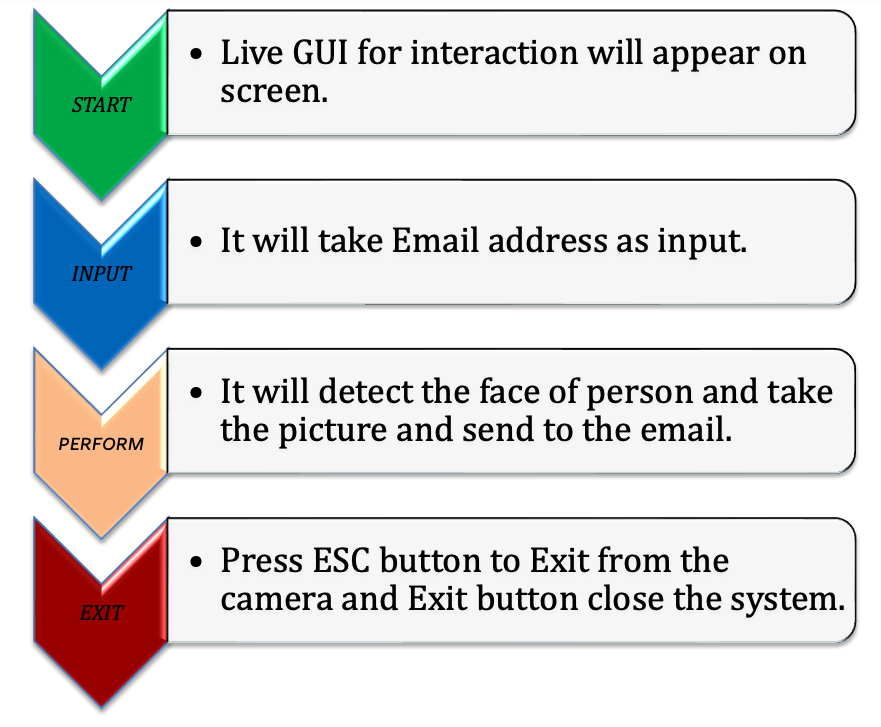 START
• Live GUI for interaction will appear on
screen.
INPUT
• It will take Email address as input.
PERFORM
• It will detect the face of person and take
the picture and send to the email.
EXIT
• Press ESC button to Exit from the
camera and Exit button close the system.